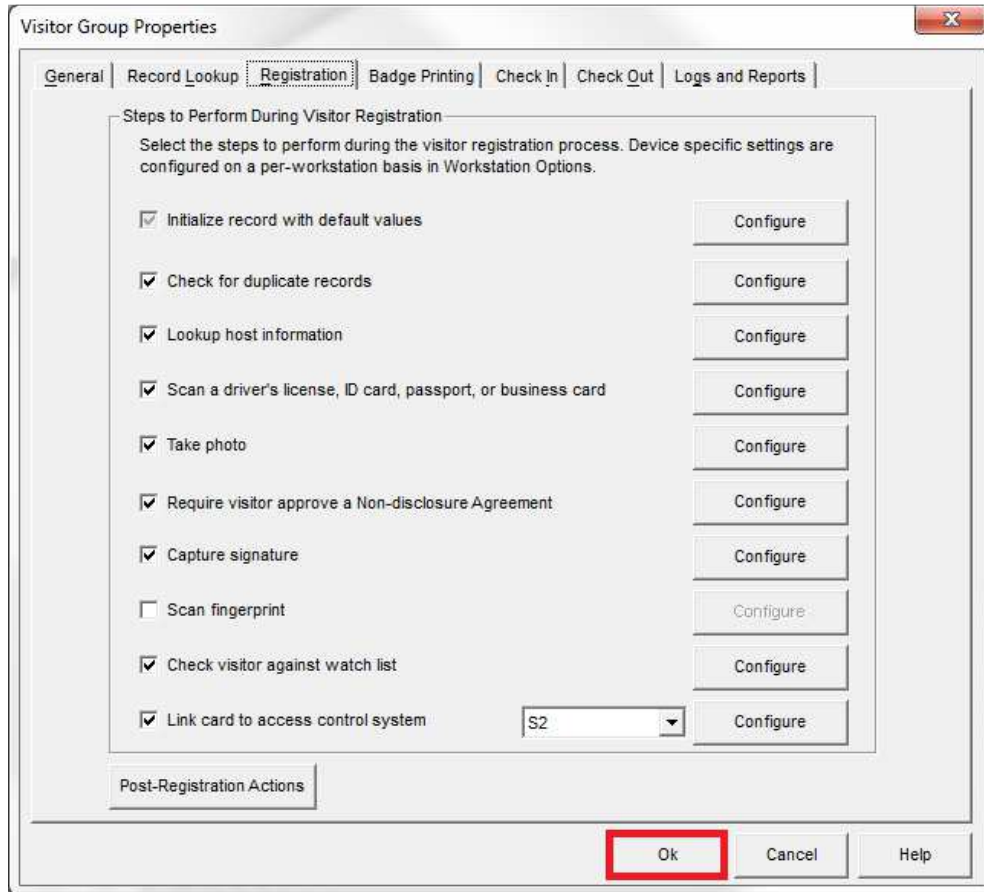 Visitor Group Properties
General Record Lookup Registration Badge Printing Check In Check Out Logs and Reports
Steps to Perform During Visitor Registration
Select the steps to perform during the visitor registration process. Device specific settings are
configured on a per-workstation basis in Workstation Options.
Initialize record with default values Configure
Check for duplicate records Configure
Lookup host information Configure
Scan a driver's license, ID card, passport, or business card Configure
Take photo Configure
Require visitor approve a Non-disclosure Agreement Configure
Capture signature Configure
Scan fingerprint Configure
Check visitor against watch list Configure
Link card to access control system S2 Configure
Post-Registration Actions
Ok Cancel Help